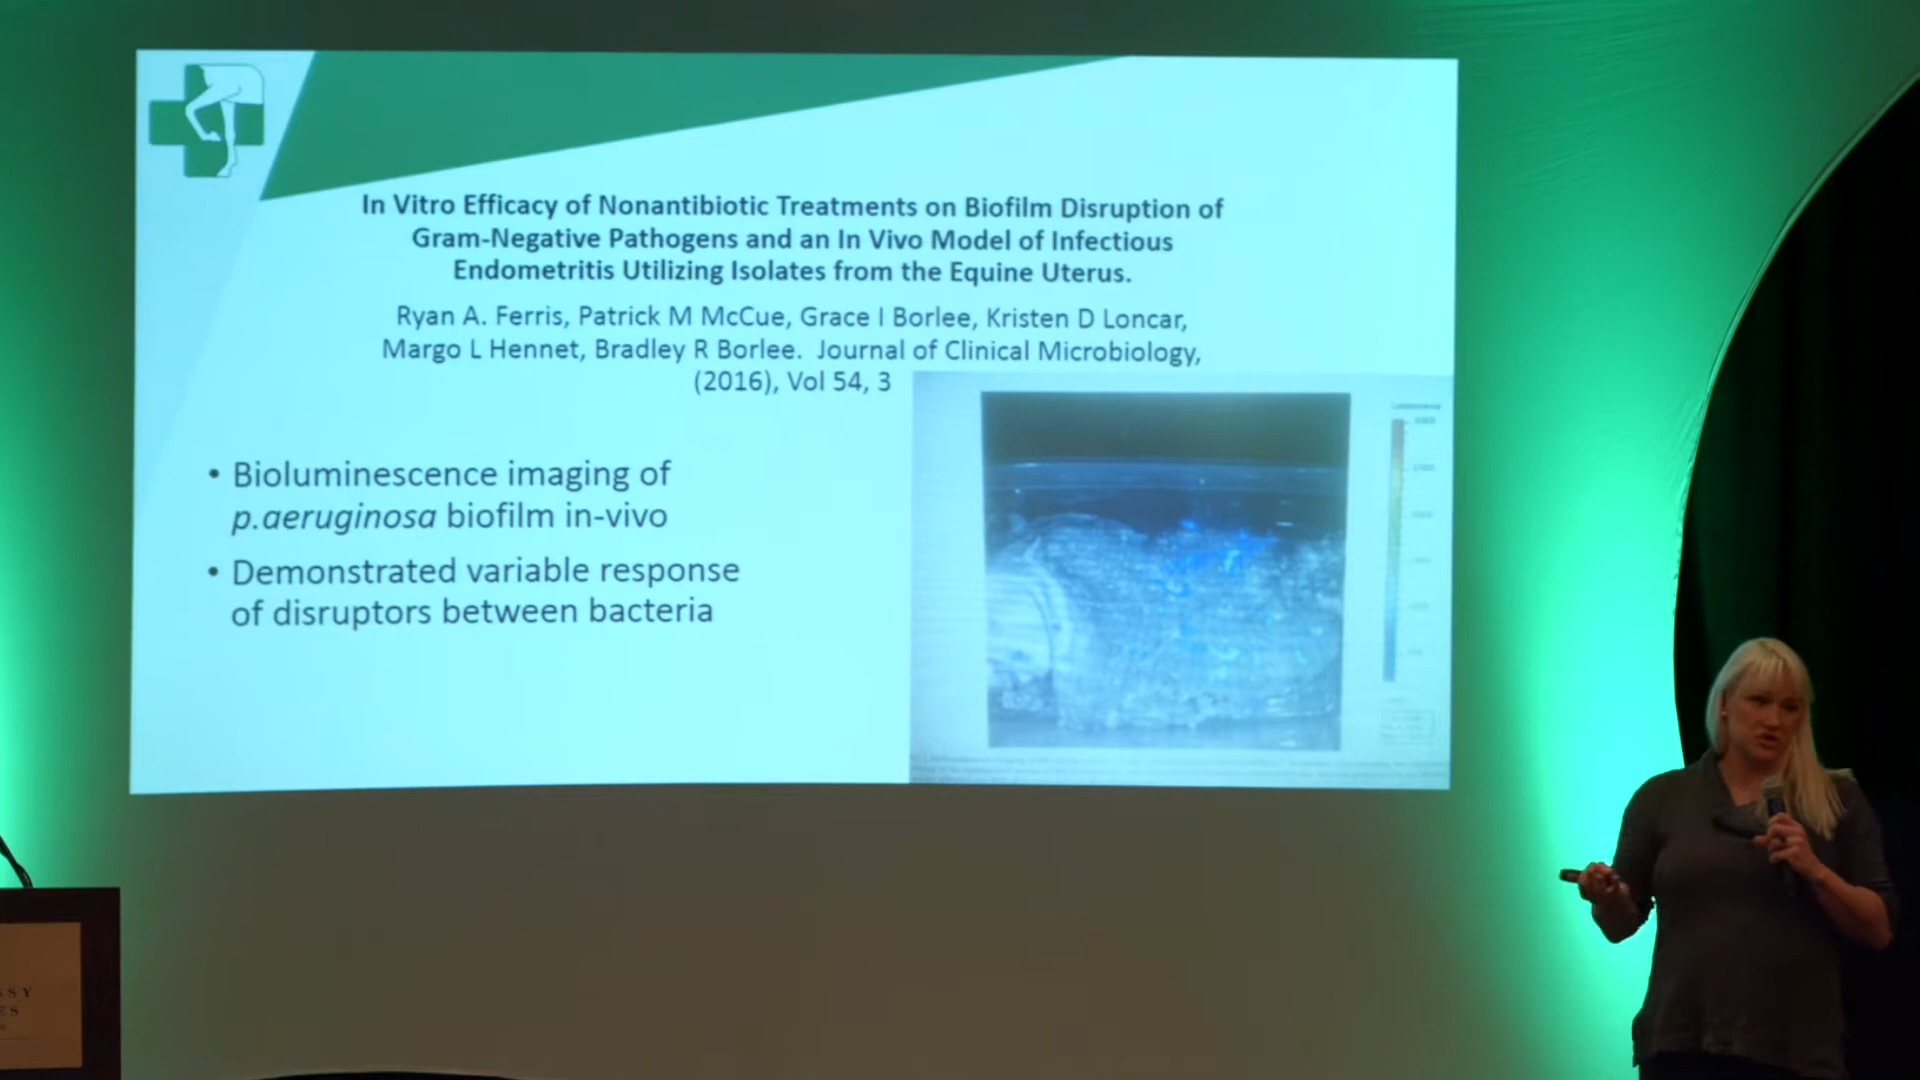 In Vitro Efficacy of Nonantibiotic Treatments on Biofilm Disruption of
Gram-Negative Pathogens and an In Vivo Model of Infectious
Endometritis Utilizing Isolates from the Equine Uterus.
Ryan A. Ferris, Patrick M McCue, Grace I Borlee, Kristen D Loncar,
Margo L Hennet, Bradley R Borlee. Journal of Clinical Microbiology,
(2016), Vol 54, 3
• Bioluminescence imaging of
p.aeruginosa biofilm in-vivo
• Demonstrated variable response
of disruptors between bacteria